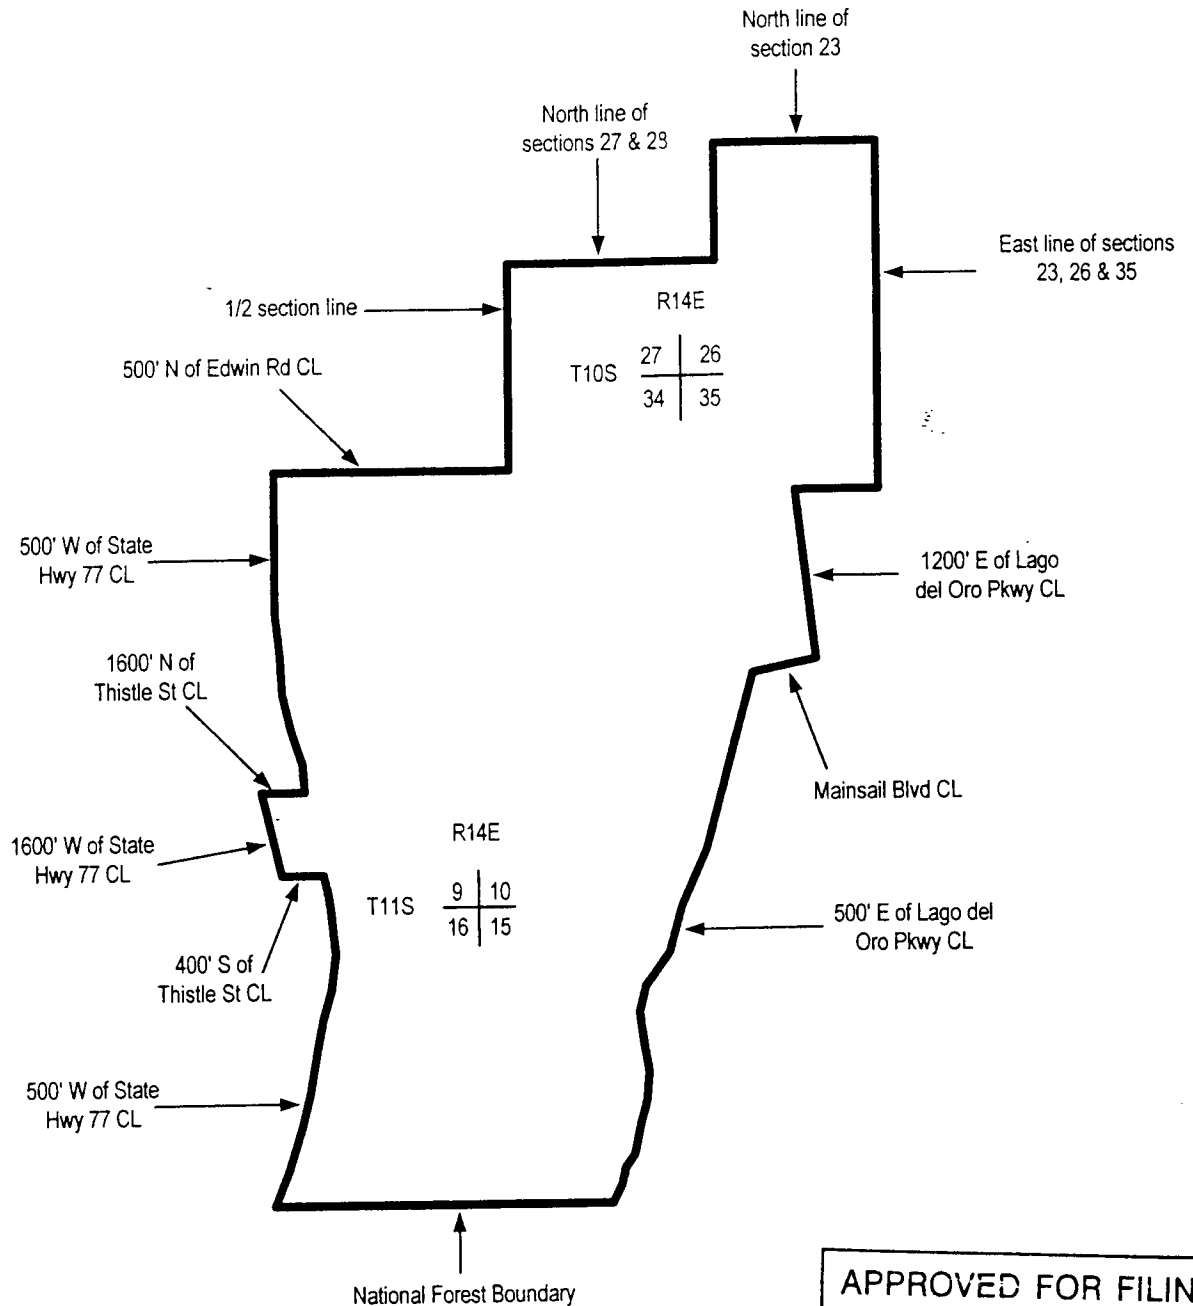 North line of
section 23
North line of
sections 27 & 28
East line of sections
23, 26 & 35
1/2 section line
R14E
500' N of Edwin Rd CL
T10S
27 26
34 35
500' W of State
Hwy 77 CL
1200' E of Lago
del Oro Pkwy CL
1600' N of
Thistle St CL
Mainsail Blvd CL
1600' W of State
Hwy 77 CL
R14E
T11S
9 10
16 15
500' E of Lago del
Oro Pkwy CL
400' S of
Thistle St CL
500' W of State
Hwy 77 CL
National Forest Boundary
APPROVED FOR FILIN